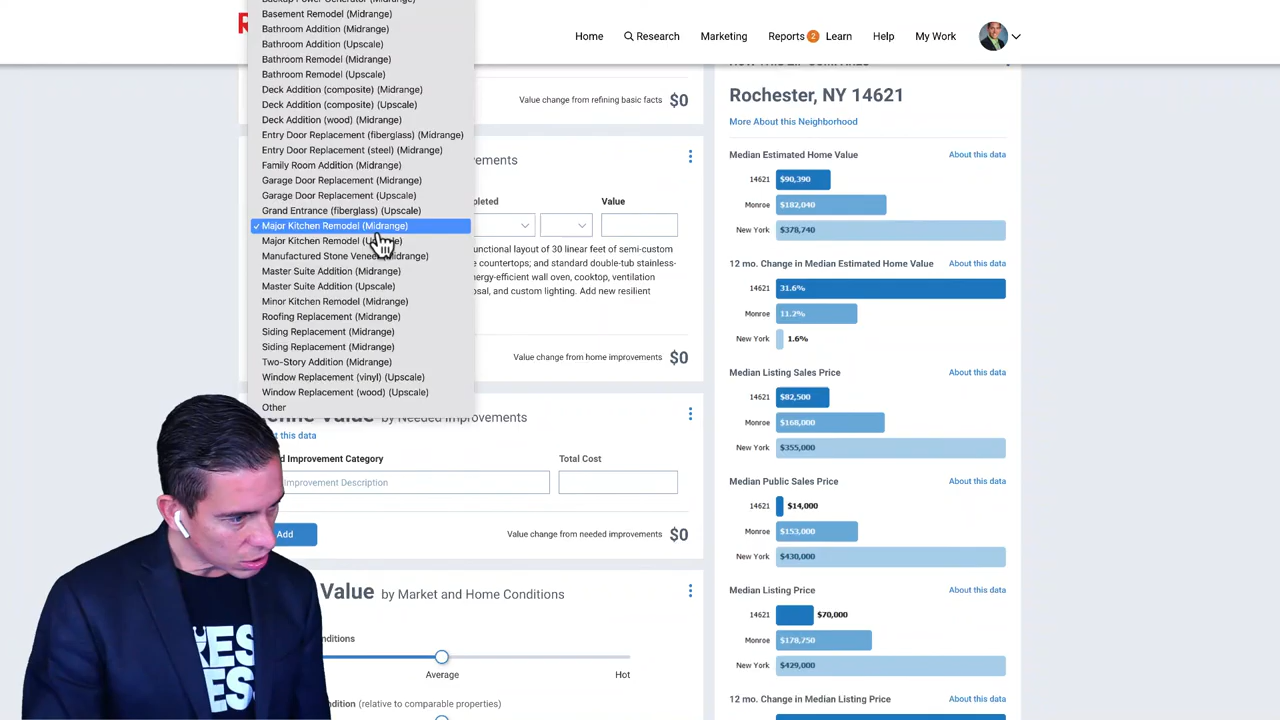 R
Home
Research
Marketing
Reports 2
Learn
Help
My Work
Basement Remodel (Midrange)
Bathroom Addition (Midrange)
Bathroom Addition (Upscale)
Bathroom Remodel (Midrange)
Bathroom Remodel (Upscale)
Deck Addition (composite) (Midrange)
Deck Addition (composite) (Upscale)
Deck Addition (wood) (Midrange)
Entry Door Replacement (fiberglass) (Midrange)
Entry Door Replacement (steel) (Midrange)
Family Room Addition (Midrange)
Garage Door Replacement (Midrange)
Garage Door Replacement (Upscale)
Grand Entrance (fiberglass) (Upscale)
✓ Major Kitchen Remodel (Midrange)
Major Kitchen Remodel
Manufactured Stone
Master Suite Addition (Midrange)
Master Suite Addition (Upscale)
Minor Kitchen Remodel (Midrange)
Roofing Replacement (Midrange)
Siding Replacement (Midrange)
Siding Replacement (Midrange)
Two-Story Addition (Midrange)
Window Replacement (vinyl) (Upscale)
Window Replacement (wood) (Upscale)
Other
Value change from refining basic facts $0
ements
pleted
Value
unctional layout of 30 linear feet of semi-custom
countertops; and standard double-tub stainless-
ergy-efficient wall oven, cooktop, ventilation
osal, and custom lighting. Add new resilient
Value change from home improvements $0
Value by Needed Improvements
t this data
d Improvement Category
Total Cost
Improvement Description
Add
Value change from needed improvements $0
Value by Market and Home Conditions
nditions
Average
Hot
ndition (relative to comparable properties)
Rochester, NY 14621
More About this Neighborhood
Median Estimated Home Value About this data
14621 $90,390
Monroe $182,040
New York $378,740
12 mo. Change in Median Estimated Home Value About this data
14621 31.6%
Monroe 11.2%
New York 1.6%
Median Listing Sales Price About this data
14621 $82,500
Monroe $168,000
New York $355,000
Median Public Sales Price About this data
14621 $14,000
Monroe $153,000
New York $430,000
Median Listing Price About this data
14621 $70,000
Monroe $178,750
New York $429,000
12 mo. Change in Median Listing Price About this data